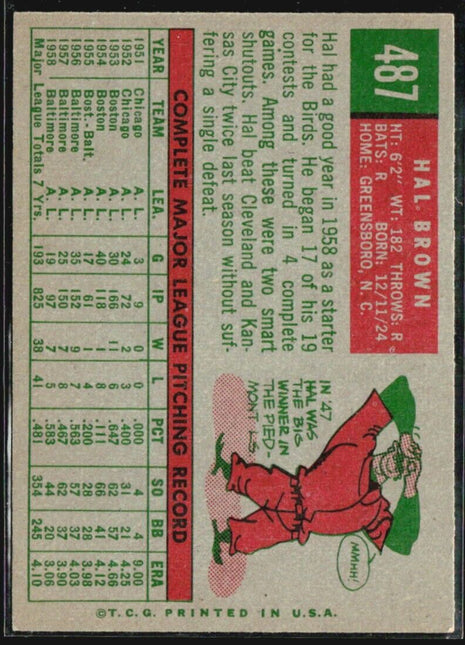 487
HAL BROWN
HT: 6'2" WT: 182 THROWS: R
BATS: R BORN: 12/11/24
HOME: GREENSBORO, N. C.
Hal had a good year in 1958 as a starter
for the Birds. He began 17 of his 19
contests and turned in 4 complete
games. Among these were two smart
shutouts. Hal beat Cleveland and Kan-
sas City twice last season without suf-
fering a single defeat.
IN '47
HAL WAS
THE BIG
WINNER IN
THE PIED-
MONT LG.
MMHH!
COMPLETE MAJOR LEAGUE PITCHING RECORD
YEAR TEAM LEA. G IP W L PCT SO BB ERA
1951 Chicago A. L. 3 9 0 0 .000 4 4 9.00
1952 Chicago A. L. 24 72 2 3 .400 31 21 4.25
1953 Boston A. L. 30 166 11 6 .647 62 57 4.66
1954 Boston A. L. 40 118 1 8 .111 66 41 4.12
1955 Bost.-Balt. A. L. 17 61 1 4 .200 28 28 3.98
1956 Baltimore A. L. 35 152 9 7 .563 57 37 4.03
1957 Baltimore A. L. 25 150 7 8 .467 62 37 3.90
1958 Baltimore A. L. 19 97 7 5 .583 44 20 3.06
Major League Totals 7 Yrs. 193 825 38 41 .481 354 245 4.10
©T.C.G. PRINTED IN U.S.A.